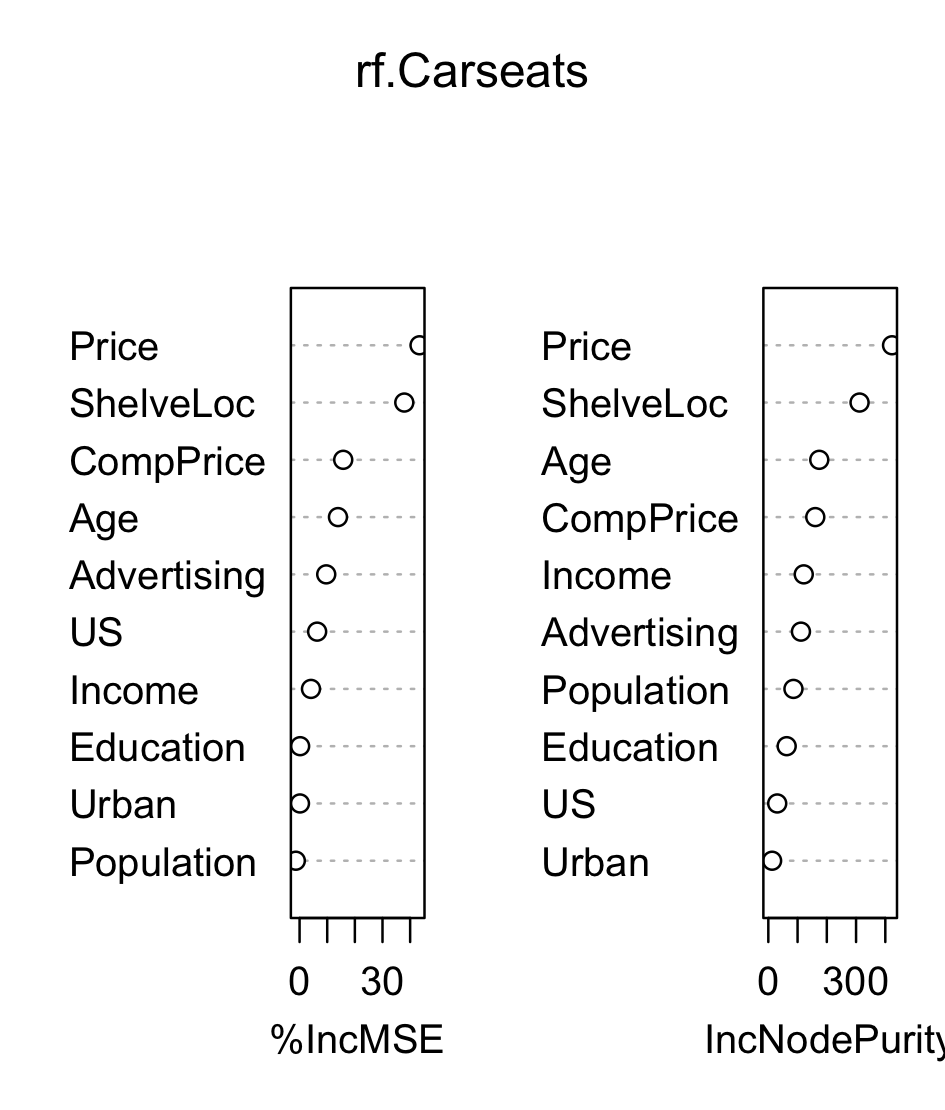 rf.Carseats
Price
ShelveLoc
CompPrice
Age
Advertising
US
Income
Education
Urban
Population
0 30
%IncMSE
Price
ShelveLoc
Age
CompPrice
Income
Advertising
Population
Education
US
Urban
0 300
IncNodePurity